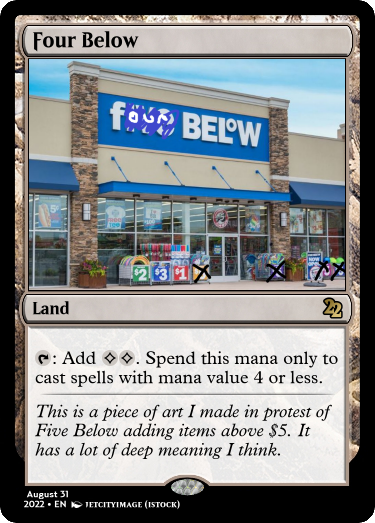 Four Below
four BELOW
$2 $3 $1
Land
22
: Add . Spend this mana only to
cast spells with mana value 4 or less.
This is a piece of art I made in protest of
Five Below adding items above $5. It
has a lot of deep meaning I think.
August 31
2022 • EN JETCITYIMAGE (ISTOCK)